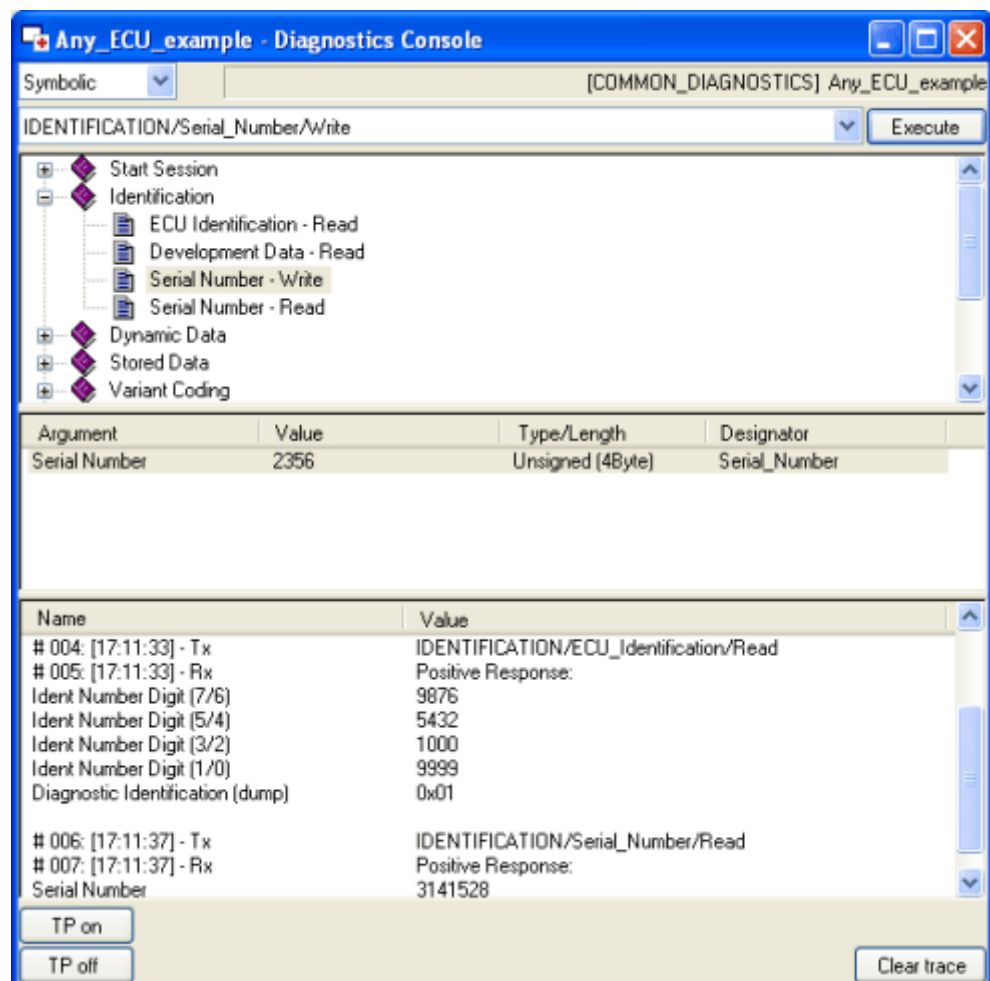 Any_ECU_example - Diagnostics Console
Symbolic [COMMON_DIAGNOSTICS] Any_ECU_example
IDENTIFICATION/Serial_Number/Write Execute
Start Session
Identification
ECU Identification - Read
Development Data - Read
Serial Number - Write
Serial Number - Read
Dynamic Data
Stored Data
Variant Coding
Argument Value Type/Length Designator
Serial Number 2356 Unsigned (4Byte) Serial_Number
Name Value
# 004: [17:11:33] - Tx IDENTIFICATION/ECU_Identification/Read
# 005: [17:11:33] - Rx Positive Response:
Ident Number Digit (7/6) 9876
Ident Number Digit (5/4) 5432
Ident Number Digit (3/2) 1000
Ident Number Digit (1/0) 9999
Diagnostic Identification (dump) 0x01
# 006: [17:11:37] - Tx IDENTIFICATION/Serial_Number/Read
# 007: [17:11:37] - Rx Positive Response:
Serial Number 3141528
TP on
TP off Clear trace